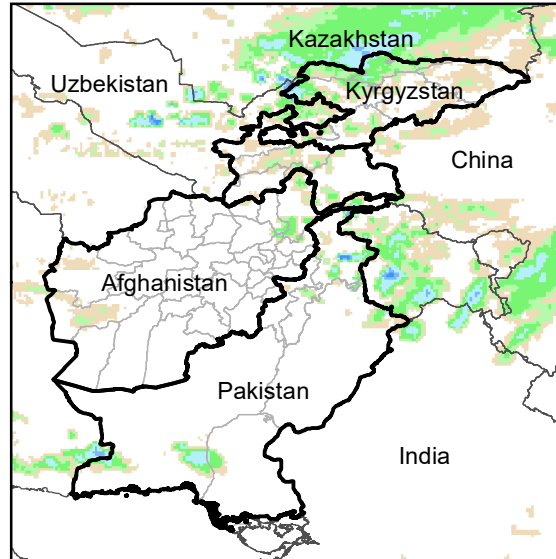 Kazakhstan
Uzbekistan
Kyrgyzstan
China
Afghanistan
Pakistan
India